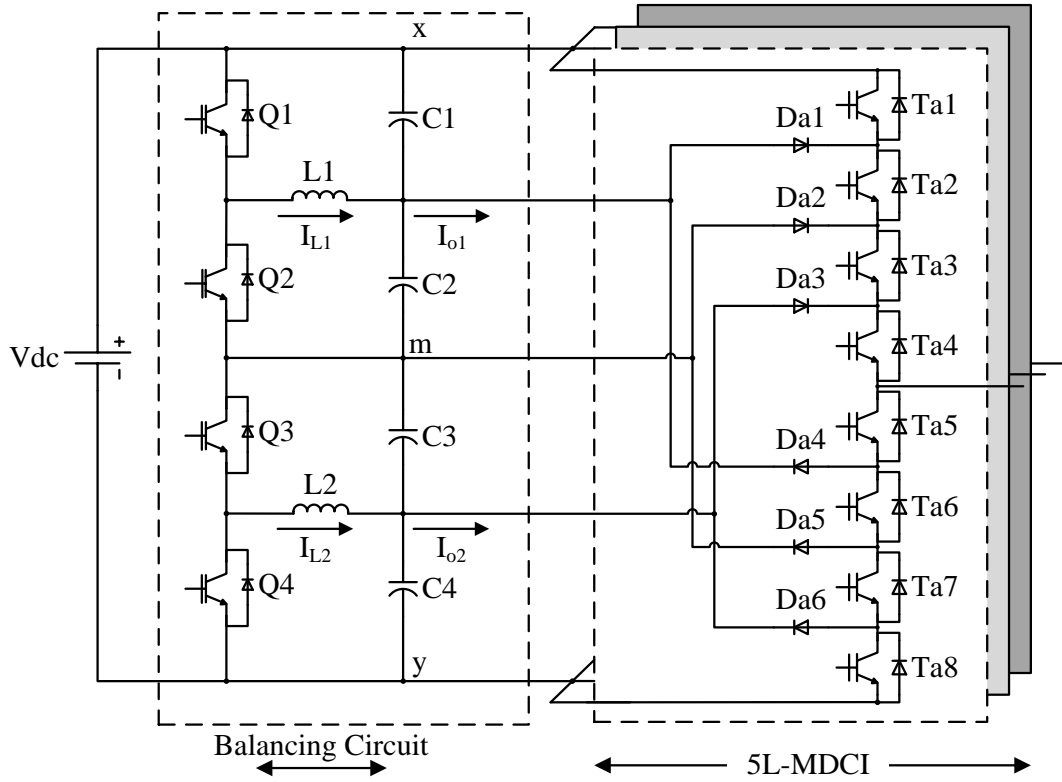 x
Q1
C1
L1
I_L1
I_o1
Q2
C2
Vdc
+
-
m
Q3
C3
L2
I_L2
I_o2
Q4
C4
y
Balancing Circuit
Da1
Ta1
Da2
Ta2
Da3
Ta3
Ta4
Da4
Ta5
Da5
Ta6
Da6
Ta7
Ta8
5L-MDCI